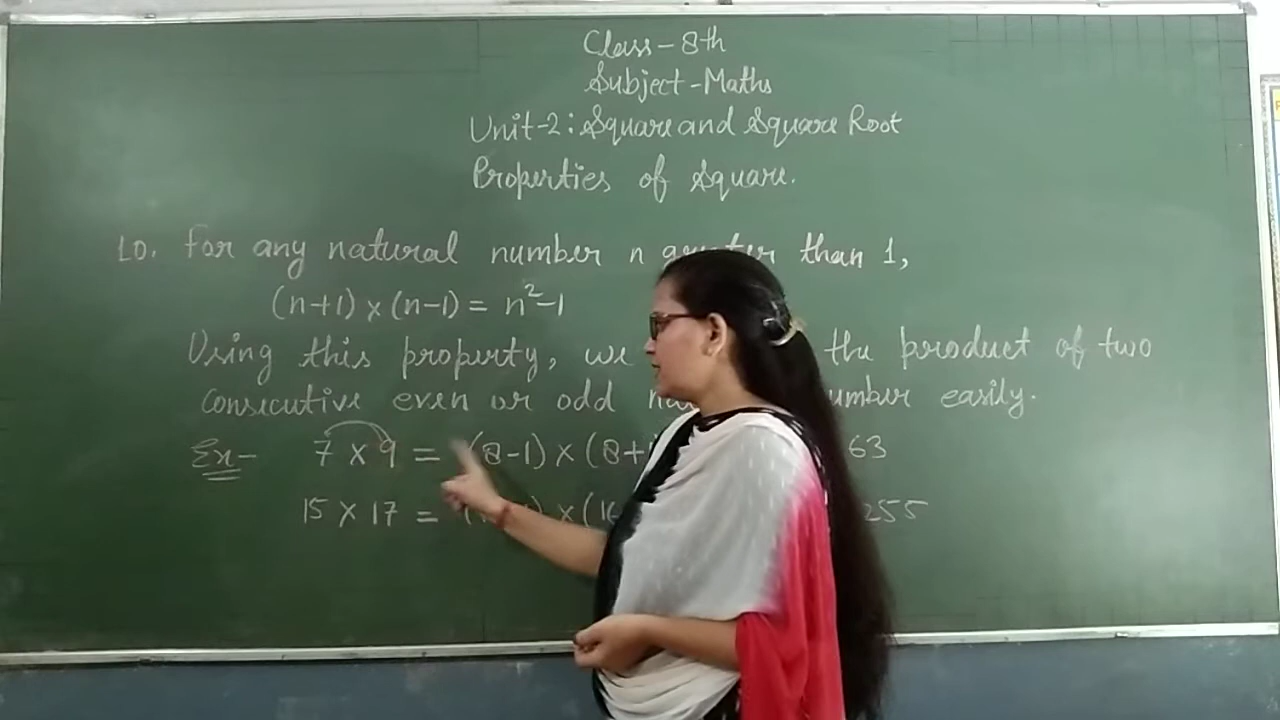 Class-8th
Subject-Maths
Unit-2: Square and Square Root
Properties of Square.
10. For any natural number n greater than 1,
(n+1) x (n-1) = n²-1
Using this property, we the product of two
consecutive even or odd number easily.
Ex- 7 x 9 = (8-1) x (8+ 63
15 x 17 = x (16 255